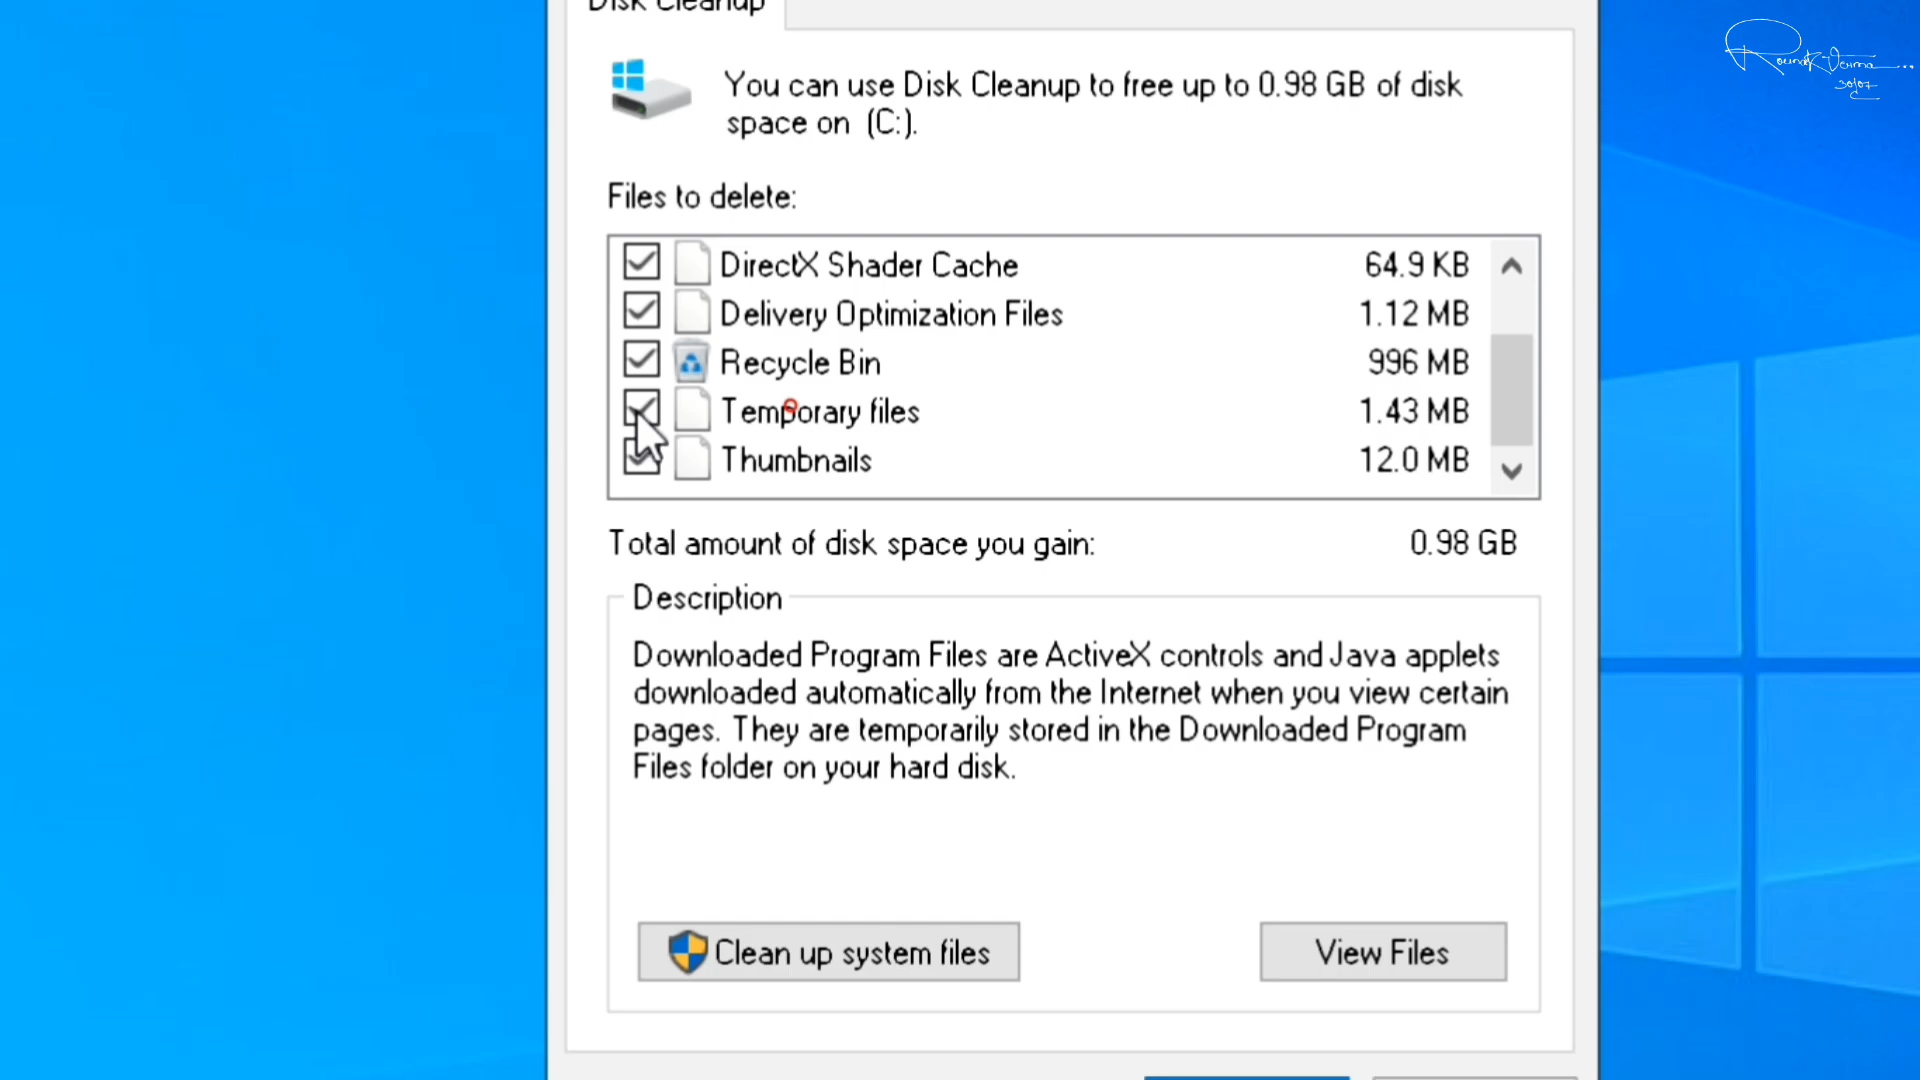 Disk Cleanup
You can use Disk Cleanup to free up to 0.98 GB of disk
space on (C:).
Files to delete:
DirectX Shader Cache 64.9 KB
Delivery Optimization Files 1.12 MB
Recycle Bin 996 MB
Temporary files 1.43 MB
Thumbnails 12.0 MB
Total amount of disk space you gain: 0.98 GB
Description
Downloaded Program Files are ActiveX controls and Java applets
downloaded automatically from the Internet when you view certain
pages. They are temporarily stored in the Downloaded Program
Files folder on your hard disk.
Clean up system files
View Files